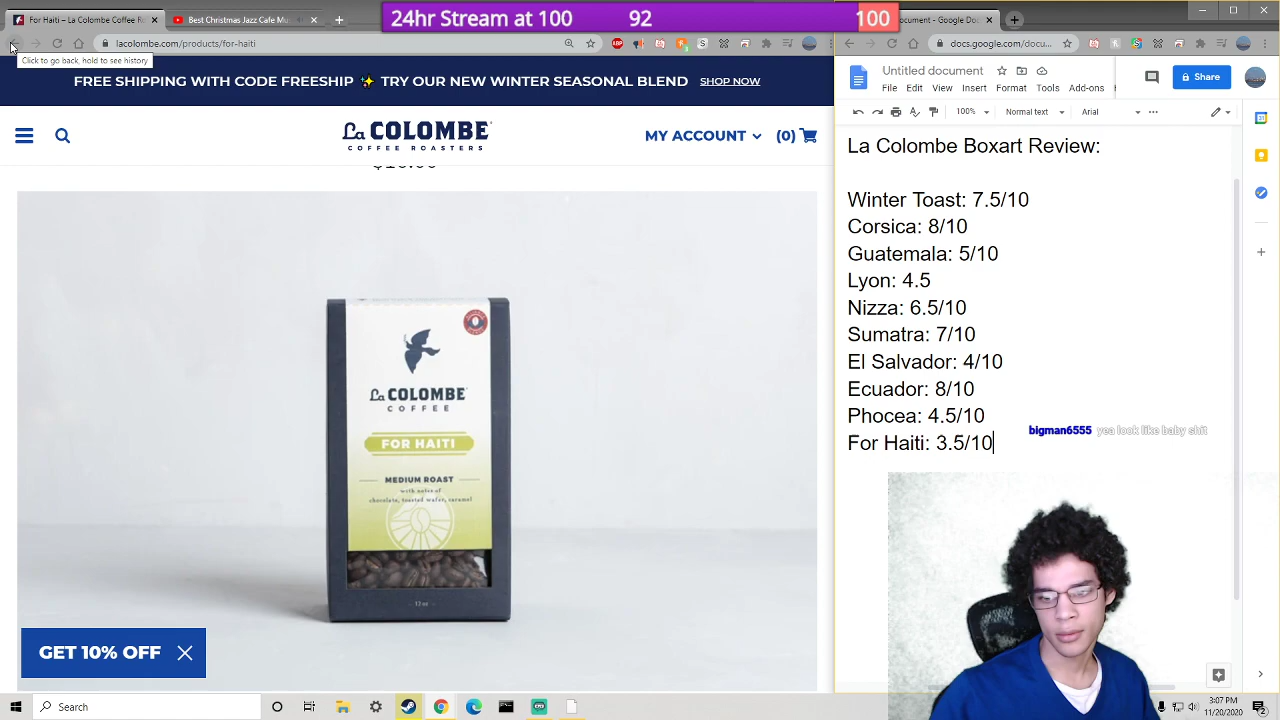 24hr Stream at 100 92 100
For Haiti – La Colombe Coffee Ro
Best Christmas Jazz Music
lacolombe.com/products/for-haiti
Click to go back, hold to see history
FREE SHIPPING WITH CODE FREESHIP ✨ TRY OUR NEW WINTER SEASONAL BLEND SHOP NOW
La COLOMBE
COFFEE ROASTERS
MY ACCOUNT (0)
La COLOMBE
COFFEE
FOR HAITI
MEDIUM ROAST
with notes of
chocolate, toasted wafer, caramel
12 oz
GET 10% OFF
ocument - Google Docs
docs.google.com/docu...
Untitled document
File Edit View Insert Format Tools Add-ons
Share
100% Normal text Arial
La Colombe Boxart Review:
Winter Toast: 7.5/10
Corsica: 8/10
Guatemala: 5/10
Lyon: 4.5
Nizza: 6.5/10
Sumatra: 7/10
El Salvador: 4/10
Ecuador: 8/10
Phocea: 4.5/10
For Haiti: 3.5/10
bigman6555 yea look like baby shit
Search
3:07 PM
11/20/2020